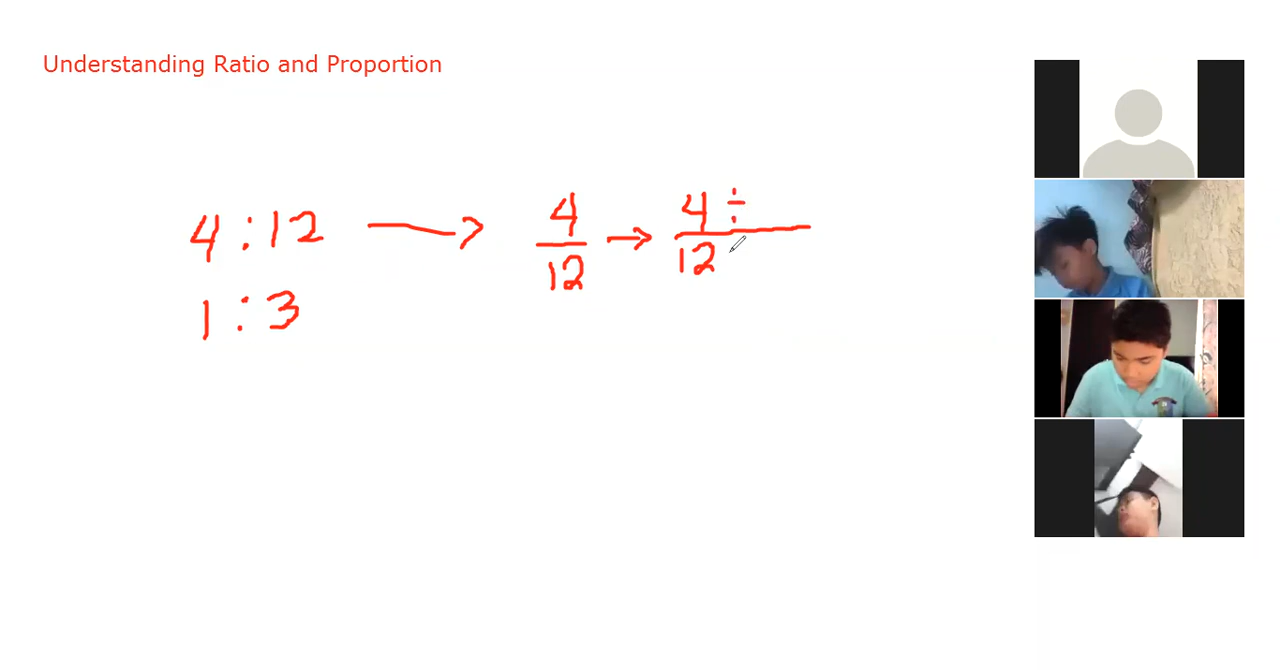 Understanding Ratio and Proportion
4 : 12 → 4/12 → 4 ÷/12
1 : 3